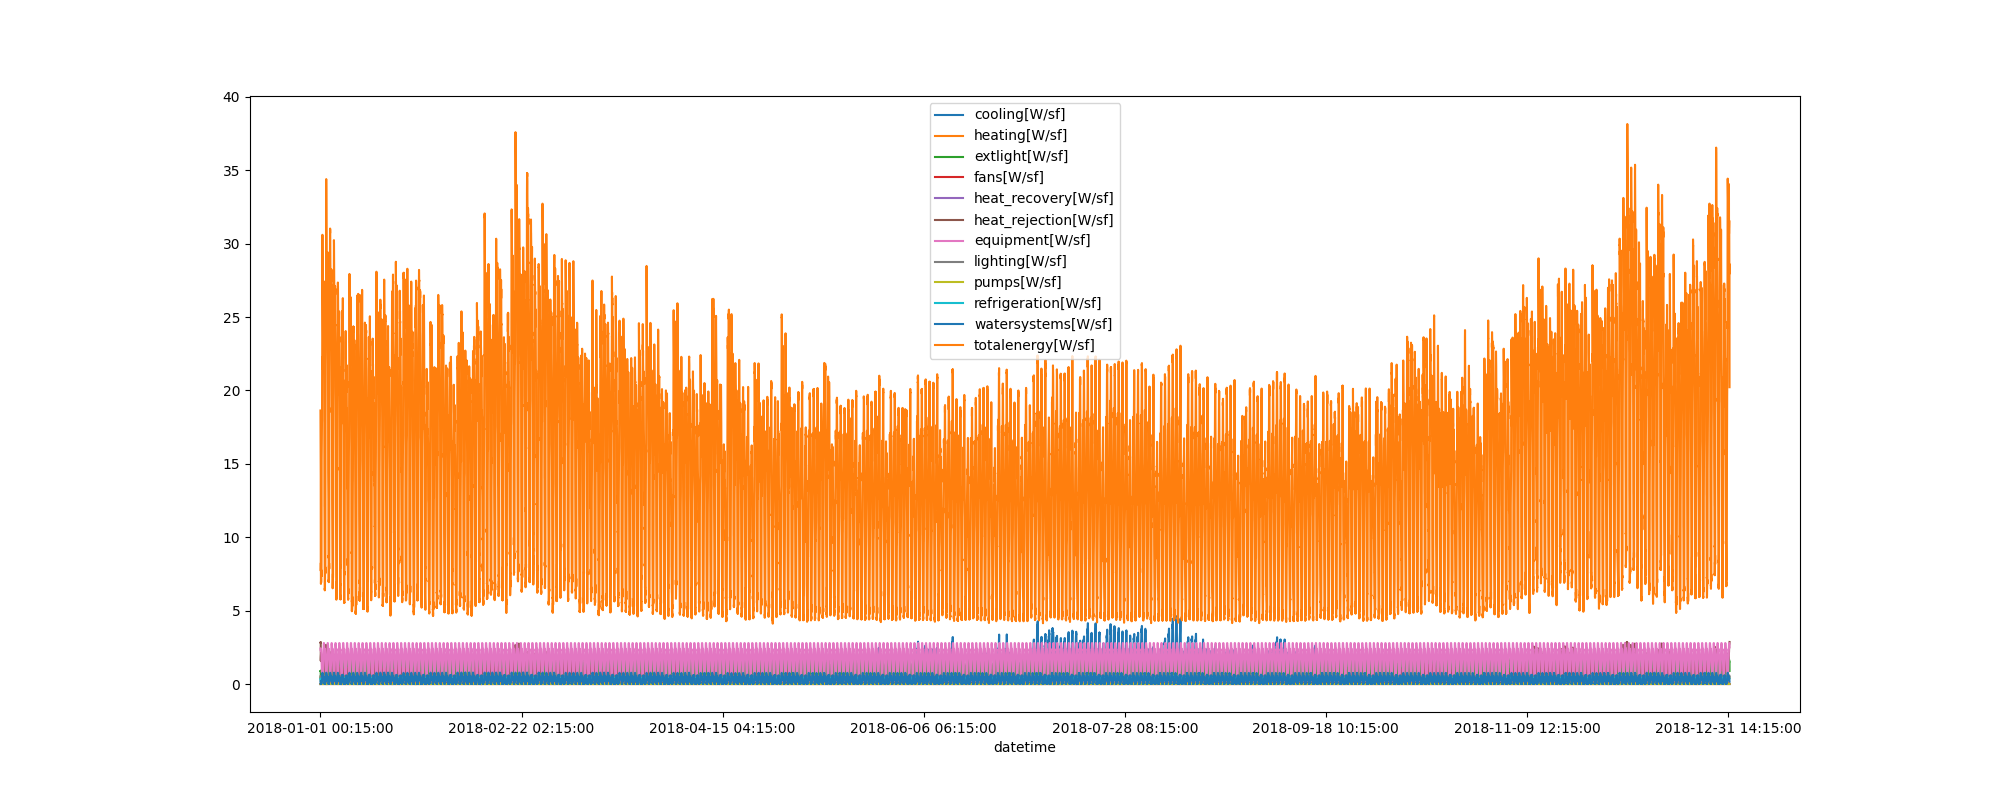 40
35
30
25
20
15
10
5
0
cooling[W/sf]
heating[W/sf]
extlight[W/sf]
fans[W/sf]
heat_recovery[W/sf]
heat_rejection[W/sf]
equipment[W/sf]
lighting[W/sf]
pumps[W/sf]
refrigeration[W/sf]
watersystems[W/sf]
totalenergy[W/sf]
2018-01-01 00:15:00 2018-02-22 02:15:00 2018-04-15 04:15:00 2018-06-06 06:15:00 2018-07-28 08:15:00 2018-09-18 10:15:00 2018-11-09 12:15:00 2018-12-31 14:15:00
datetime